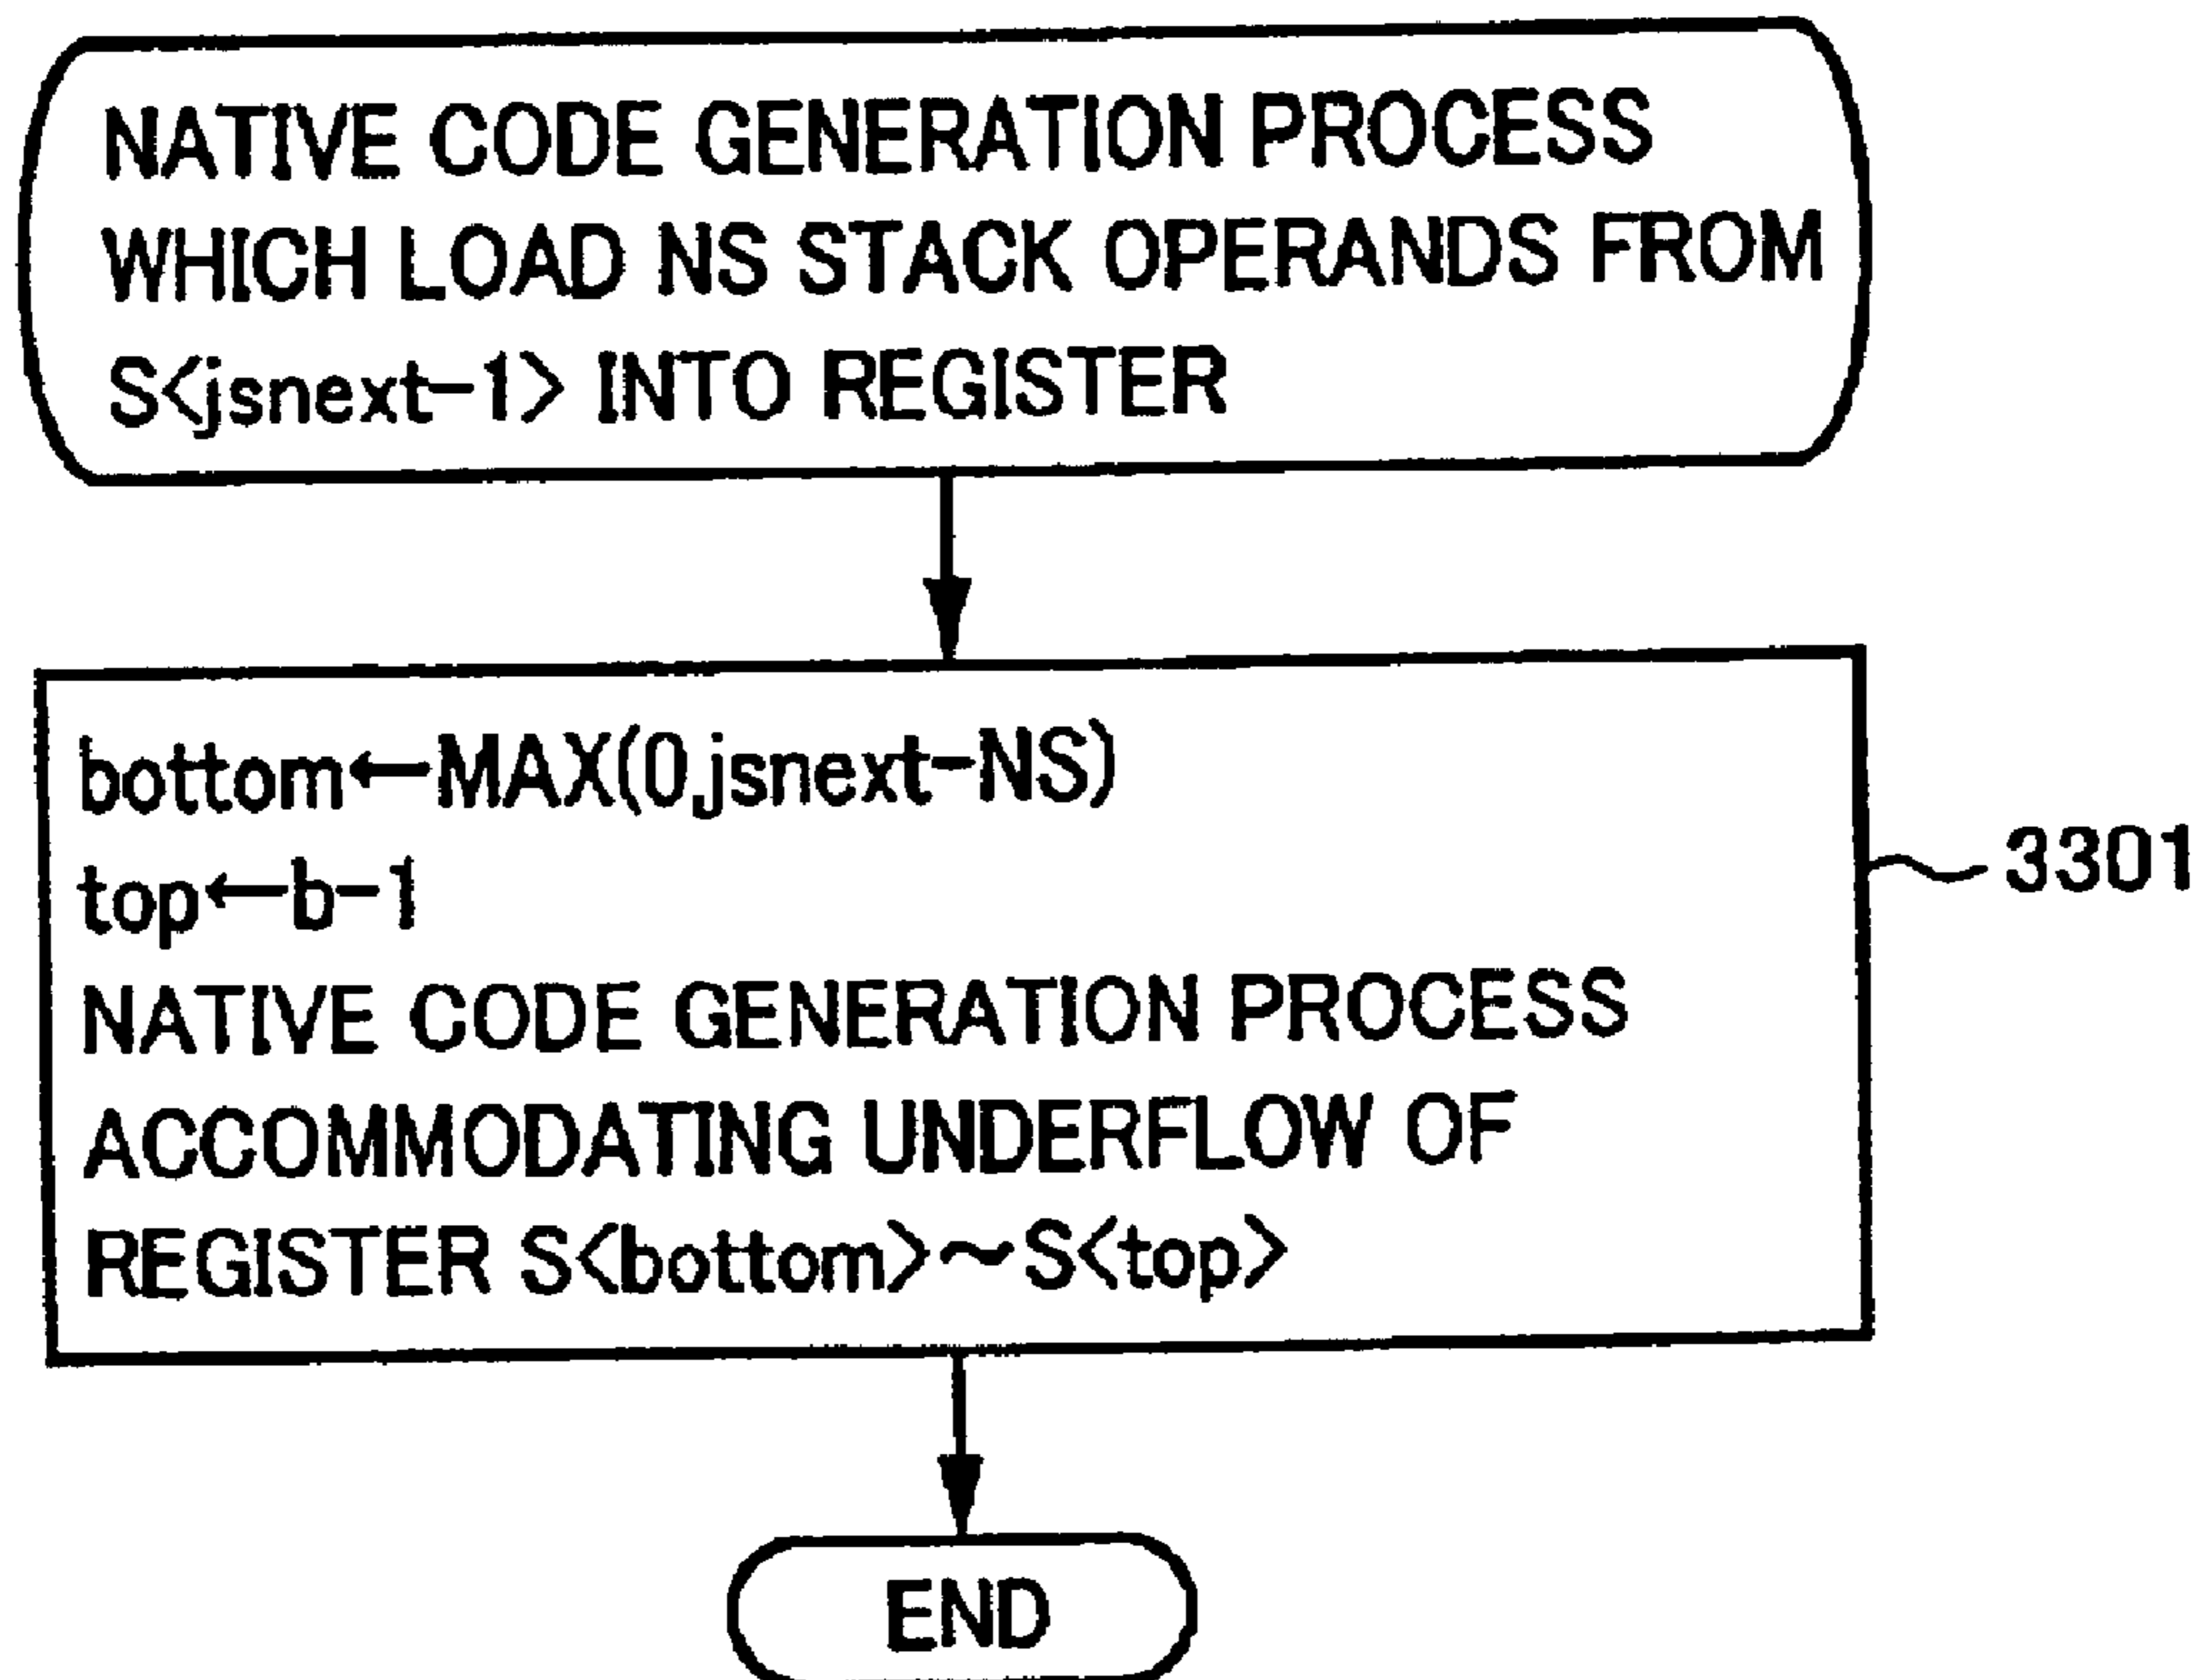 NATIVE CODE GENERATION PROCESS
WHICH LOAD NS STACK OPERANDS FROM
S<jsnext-1> INTO REGISTER
bottom←MAX(0,jsnext-NS)
top←b-1
NATIVE CODE GENERATION PROCESS
ACCOMMODATING UNDERFLOW OF
REGISTER S<bottom>~S<top>
3301
END